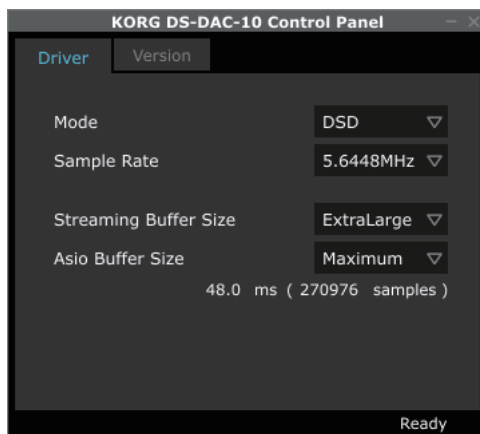 KORG DS-DAC-10 Control Panel
Driver Version
Mode DSD
Sample Rate 5.6448MHz
Streaming Buffer Size ExtraLarge
Asio Buffer Size Maximum
48.0 ms ( 270976 samples )
Ready